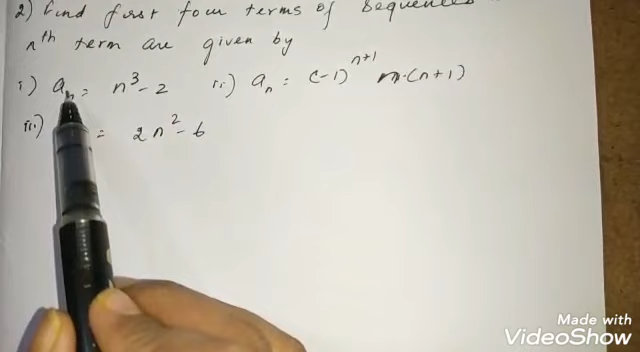 2) Find first four terms of sequences
nth term are given by
i) aₙ = n³ - 2 ii) aₙ = (-1)ⁿ⁺¹ n.(n+1)
iii) = 2n² - 6
Made with
VideoShow